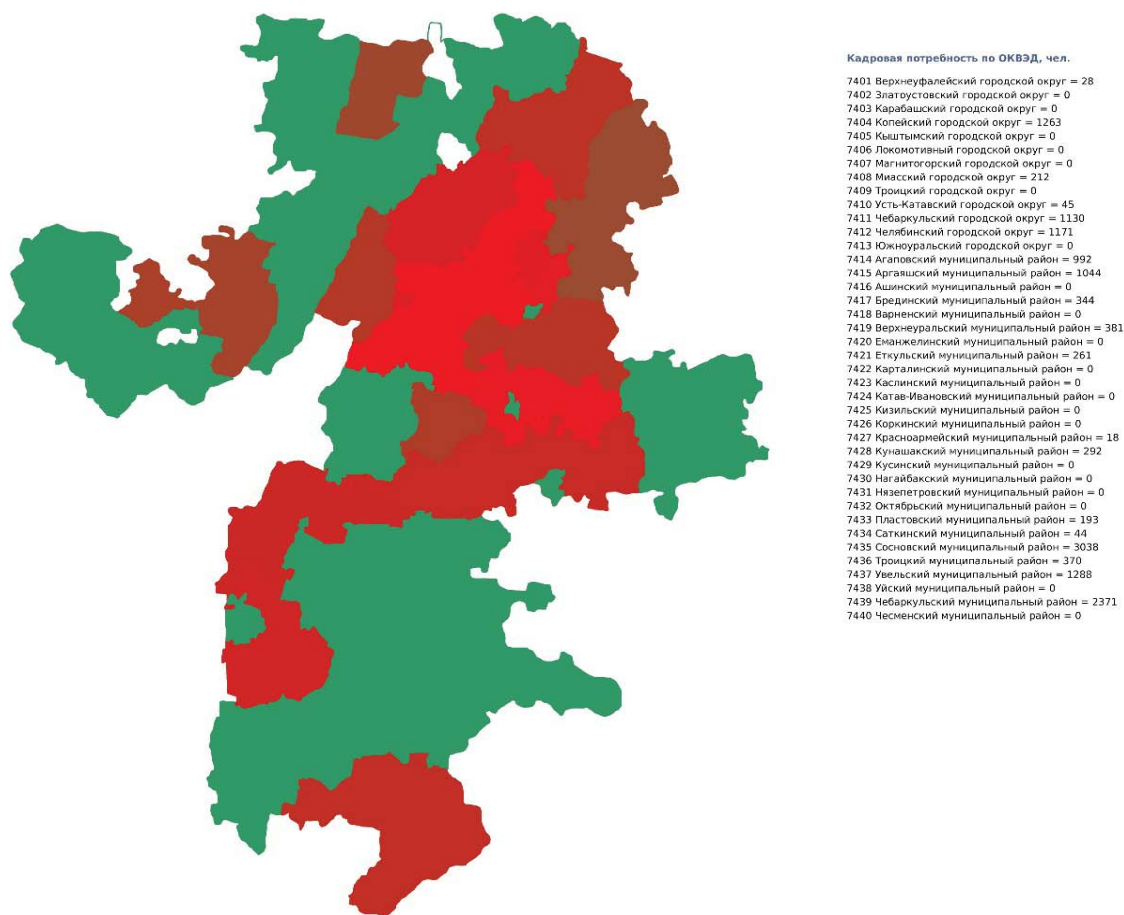 Кадровая потребность по ОКВЭД, чел.
7401 Верхнеуфалейский городской округ = 28
7402 Златоустовский городской округ = 0
7403 Карабашский городской округ = 0
7404 Копейский городской округ = 1263
7405 Кыштымский городской округ = 0
7406 Локомотивный городской округ = 0
7407 Магнитогорский городской округ = 0
7408 Миасский городской округ = 212
7409 Троицкий городской округ = 0
7410 Усть-Катавский городской округ = 45
7411 Чебаркульский городской округ = 1130
7412 Челябинский городской округ = 1171
7413 Южноуральский городской округ = 0
7414 Агаповский муниципальный район = 992
7415 Аргаяшский муниципальный район = 1044
7416 Ашинский муниципальный район = 0
7417 Брединский муниципальный район = 344
7418 Варненский муниципальный район = 0
7419 Верхнеуральский муниципальный район = 381
7420 Еманжелинский муниципальный район = 0
7421 Еткульский муниципальный район = 261
7422 Карталинский муниципальный район = 0
7423 Каслинский муниципальный район = 0
7424 Катав-Ивановский муниципальный район = 0
7425 Кизильский муниципальный район = 0
7426 Коркинский муниципальный район = 0
7427 Красноармейский муниципальный район = 18
7428 Кунашакский муниципальный район = 292
7429 Кусинский муниципальный район = 0
7430 Нагайбакский муниципальный район = 0
7431 Нязепетровский муниципальный район = 0
7432 Октябрьский муниципальный район = 0
7433 Пластовский муниципальный район = 193
7434 Саткинский муниципальный район = 44
7435 Сосновский муниципальный район = 3038
7436 Троицкий муниципальный район = 370
7437 Увельский муниципальный район = 1288
7438 Уйский муниципальный район = 0
7439 Чебаркульский муниципальный район = 2371
7440 Чесменский муниципальный район = 0